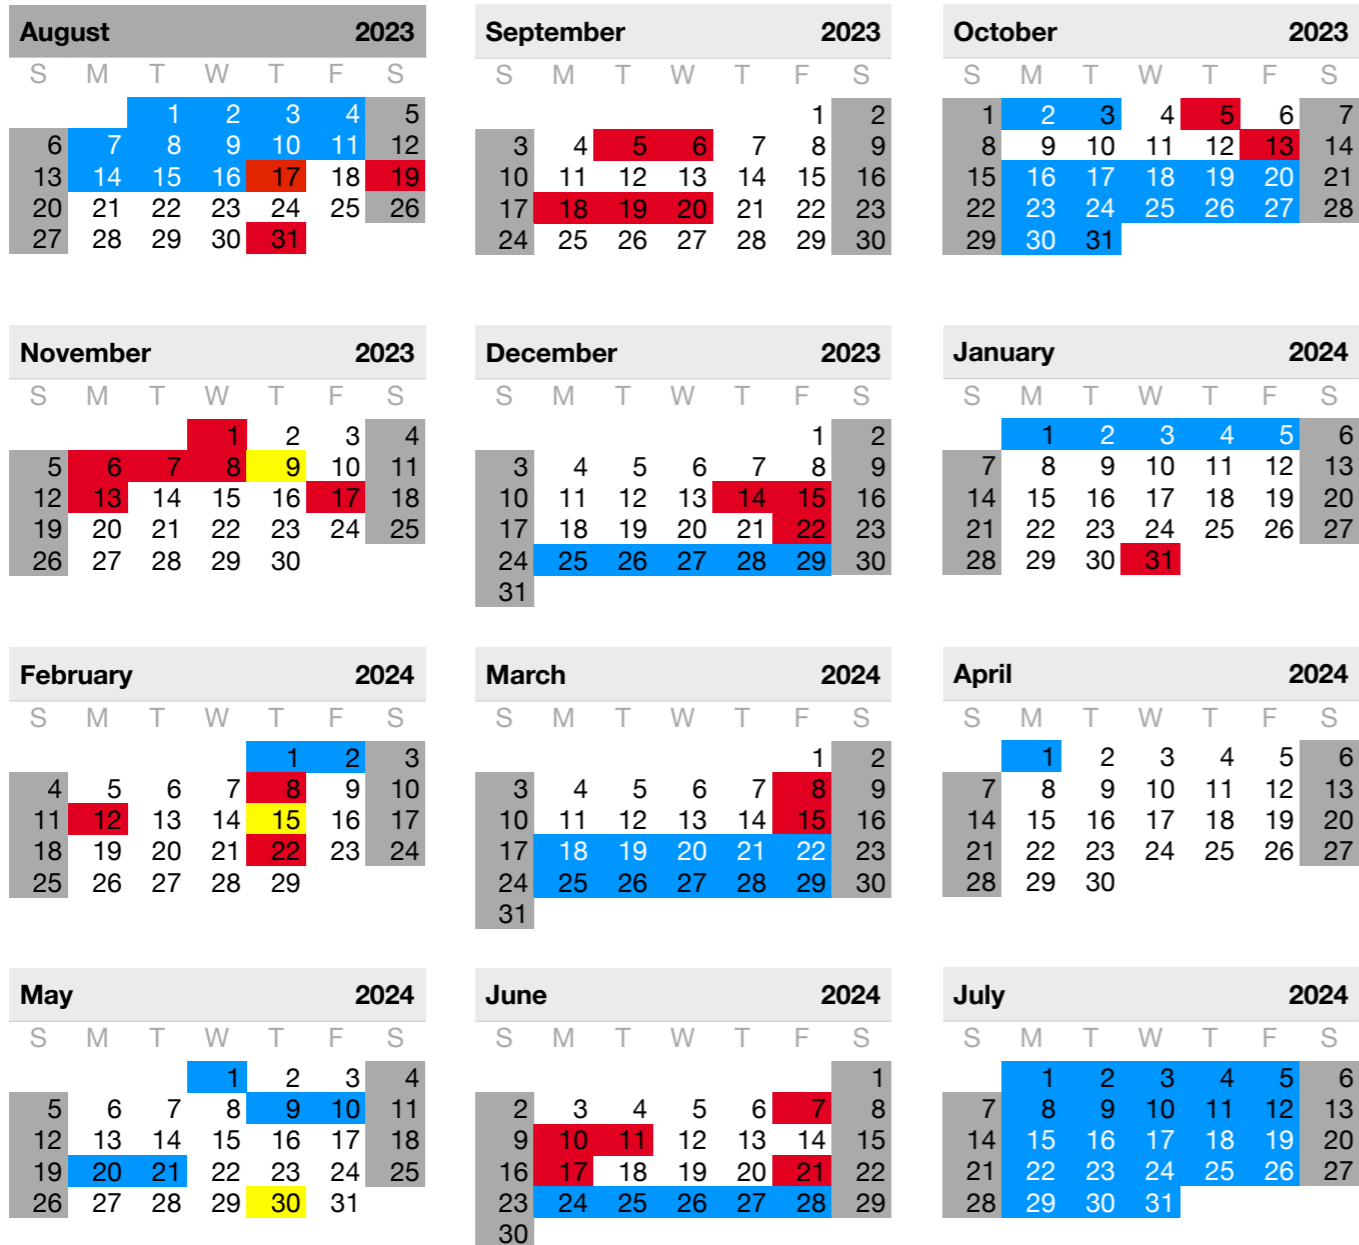 August 2023
S M T W T F S
1 2 3 4 5
6 7 8 9 10 11 12
13 14 15 16 17 18 19
20 21 22 23 24 25 26
27 28 29 30 31
September 2023
S M T W T F S
1 2
3 4 5 6 7 8 9
10 11 12 13 14 15 16
17 18 19 20 21 22 23
24 25 26 27 28 29 30
October 2023
S M T W T F S
1 2 3 4 5 6 7
8 9 10 11 12 13 14
15 16 17 18 19 20 21
22 23 24 25 26 27 28
29 30 31
November 2023
S M T W T F S
1 2 3 4
5 6 7 8 9 10 11
12 13 14 15 16 17 18
19 20 21 22 23 24 25
26 27 28 29 30
December 2023
S M T W T F S
1 2
3 4 5 6 7 8 9
10 11 12 13 14 15 16
17 18 19 20 21 22 23
24 25 26 27 28 29 30
31
January 2024
S M T W T F S
1 2 3 4 5 6
7 8 9 10 11 12 13
14 15 16 17 18 19 20
21 22 23 24 25 26 27
28 29 30 31
February 2024
S M T W T F S
1 2 3
4 5 6 7 8 9 10
11 12 13 14 15 16 17
18 19 20 21 22 23 24
25 26 27 28 29
March 2024
S M T W T F S
1 2
3 4 5 6 7 8 9
10 11 12 13 14 15 16
17 18 19 20 21 22 23
24 25 26 27 28 29 30
31
April 2024
S M T W T F S
1 2 3 4 5 6
7 8 9 10 11 12 13
14 15 16 17 18 19 20
21 22 23 24 25 26 27
28 29 30
May 2024
S M T W T F S
1 2 3 4
5 6 7 8 9 10 11
12 13 14 15 16 17 18
19 20 21 22 23 24 25
26 27 28 29 30 31
June 2024
S M T W T F S
1
2 3 4 5 6 7 8
9 10 11 12 13 14 15
16 17 18 19 20 21 22
23 24 25 26 27 28 29
30
July 2024
S M T W T F S
1 2 3 4 5 6
7 8 9 10 11 12 13
14 15 16 17 18 19 20
21 22 23 24 25 26 27
28 29 30 31